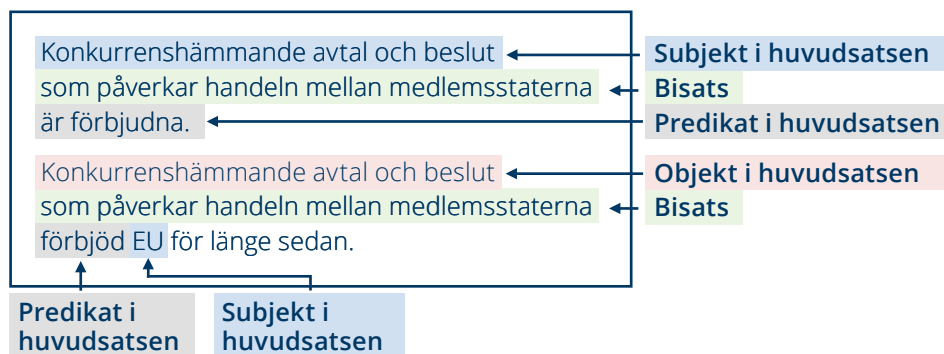 Konkurrenshämmande avtal och beslut
Subjekt i huvudsatsen
som påverkar handeln mellan medlemsstaterna
Bisats
är förbjudna.
Predikat i huvudsatsen
Konkurrenshämmande avtal och beslut
Objekt i huvudsatsen
som påverkar handeln mellan medlemsstaterna
Bisats
förbjöd EU för länge sedan.
Predikat i
huvudsatsen
Subjekt i
huvudsatsen